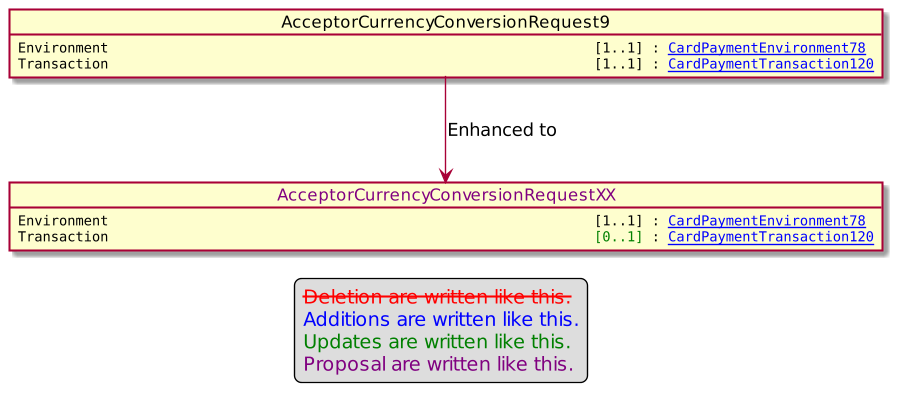 AcceptorCurrencyConversionRequest9
Environment [1..1] : CardPaymentEnvironment78
Transaction [1..1] : CardPaymentTransaction120
Enhanced to
AcceptorCurrencyConversionRequestXX
Environment [1..1] : CardPaymentEnvironment78
Transaction [0..1] : CardPaymentTransaction120
Deletion are written like this.
Additions are written like this.
Updates are written like this.
Proposal are written like this.